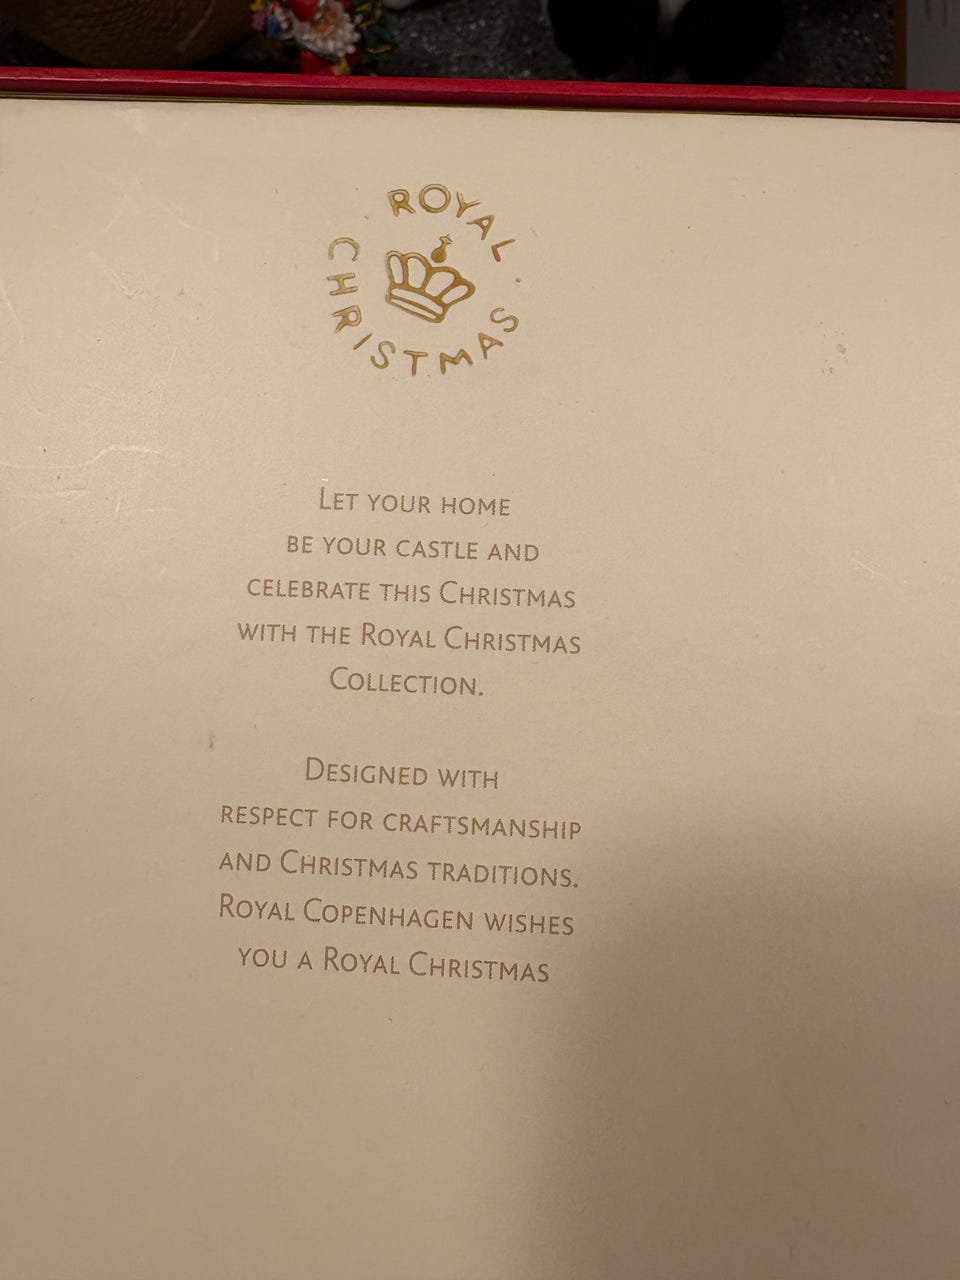 ROYAL CHRISTMAS
LET YOUR HOME
BE YOUR CASTLE AND
CELEBRATE THIS CHRISTMAS
WITH THE ROYAL CHRISTMAS
COLLECTION.
DESIGNED WITH
RESPECT FOR CRAFTSMANSHIP
AND CHRISTMAS TRADITIONS.
ROYAL COPENHAGEN WISHES
YOU A ROYAL CHRISTMAS